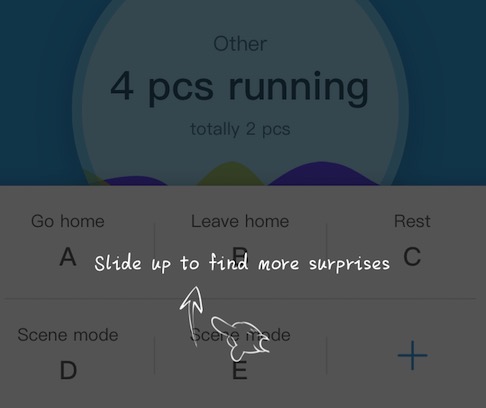 Other
4 pcs running
totally 2 pcs
Go home Leave home Rest
A B C
Slide up to find more surprises
Scene mode Scene mode
D E +